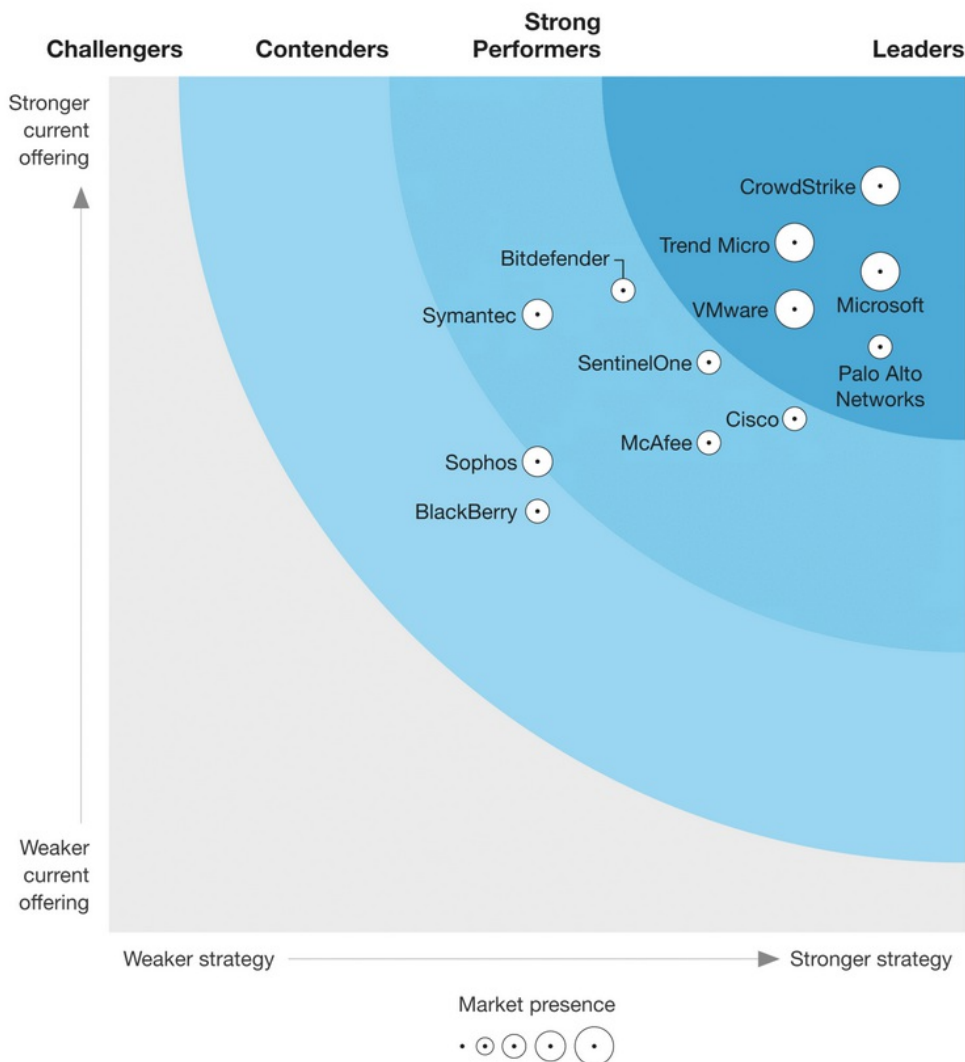 Challengers
Contenders
Strong
Performers
Leaders
Stronger
current
offering
CrowdStrike
Trend Micro
Bitdefender
Microsoft
VMware
Symantec
SentinelOne
Palo Alto
Networks
Cisco
McAfee
Sophos
BlackBerry
Weaker
current
offering
Weaker strategy
Stronger strategy
Market presence